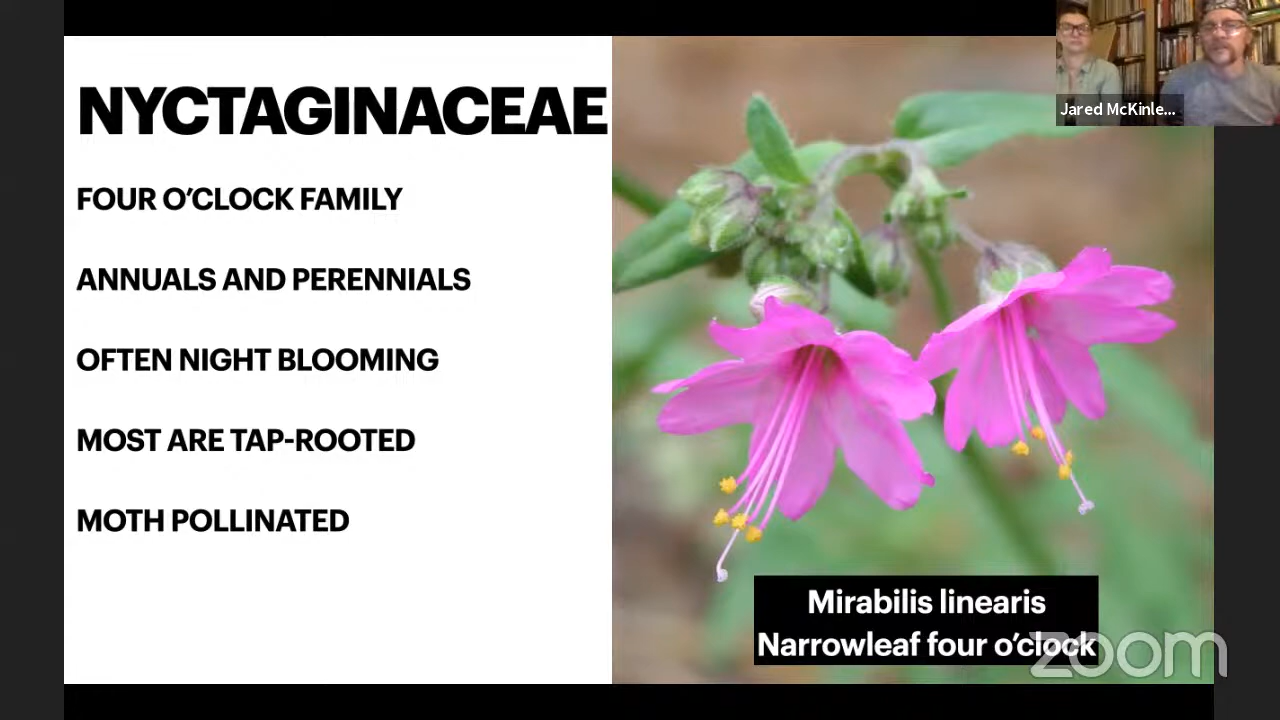 NYCTAGINACEAE
FOUR O'CLOCK FAMILY
ANNUALS AND PERENNIALS
OFTEN NIGHT BLOOMING
MOST ARE TAP-ROOTED
MOTH POLLINATED
Jared McKinle...
Mirabilis linearis
Narrowleaf four o'clock
zoom